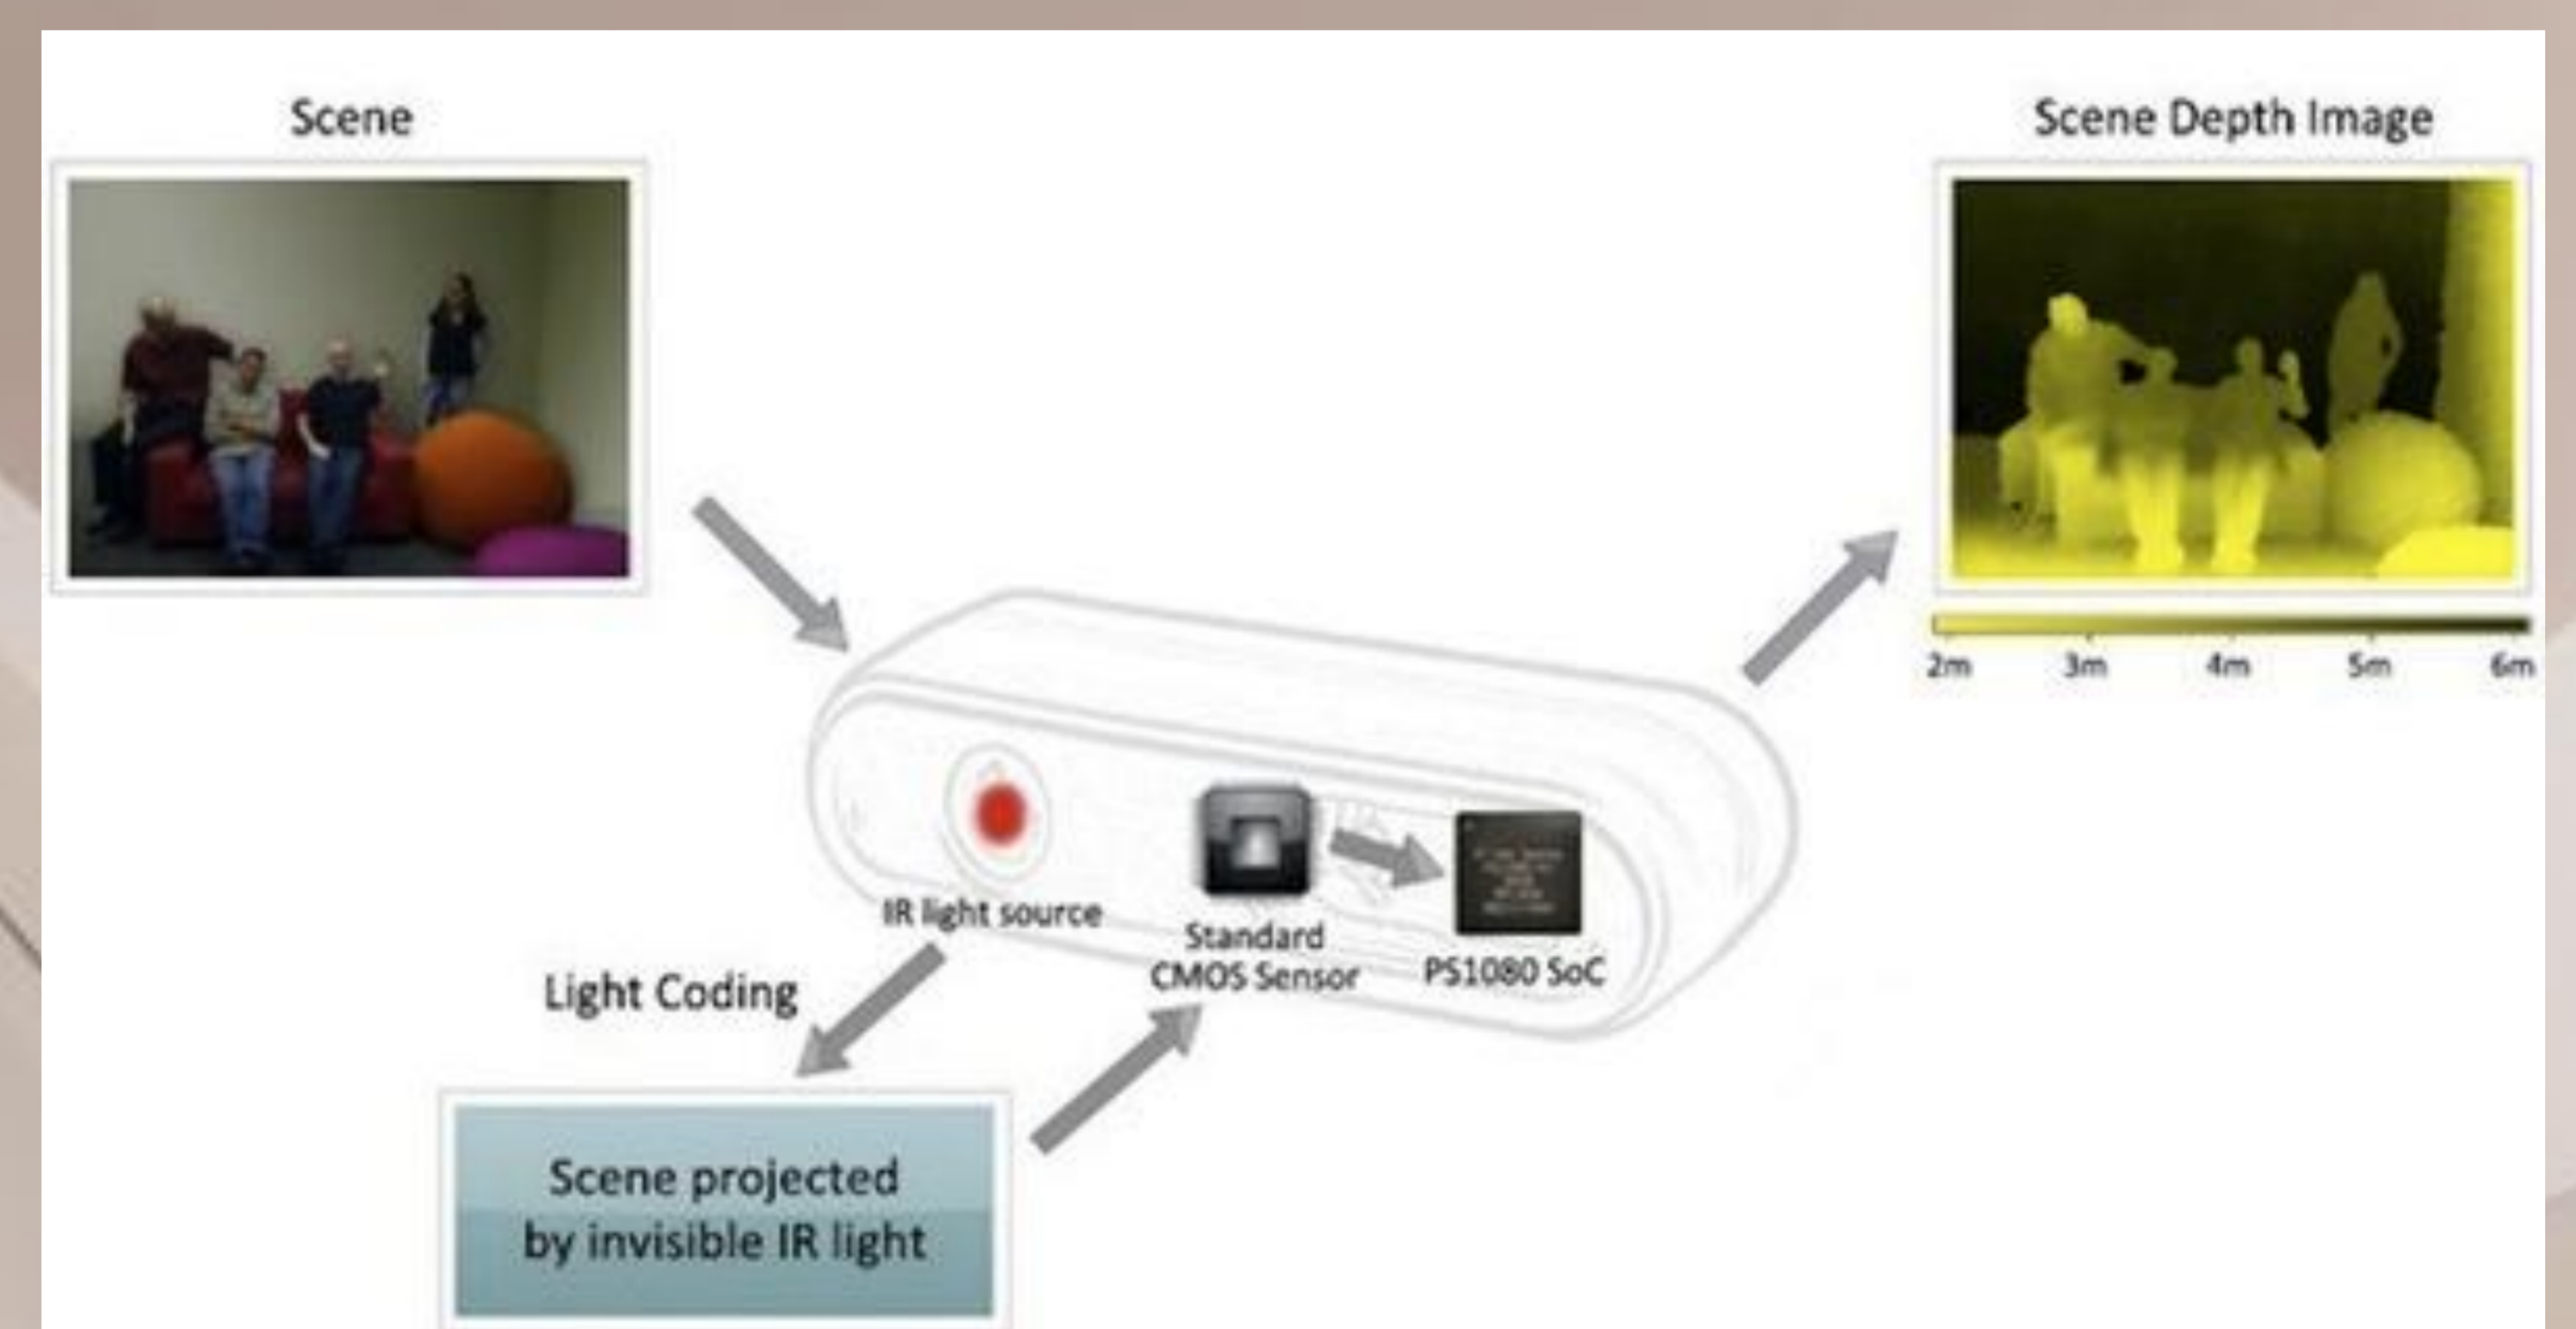 Scene
Scene Depth Image
2m 3m 4m 5m 6m
IR light source
Standard
CMOS Sensor
PS1080 SoC
Light Coding
Scene projected
by invisible IR light